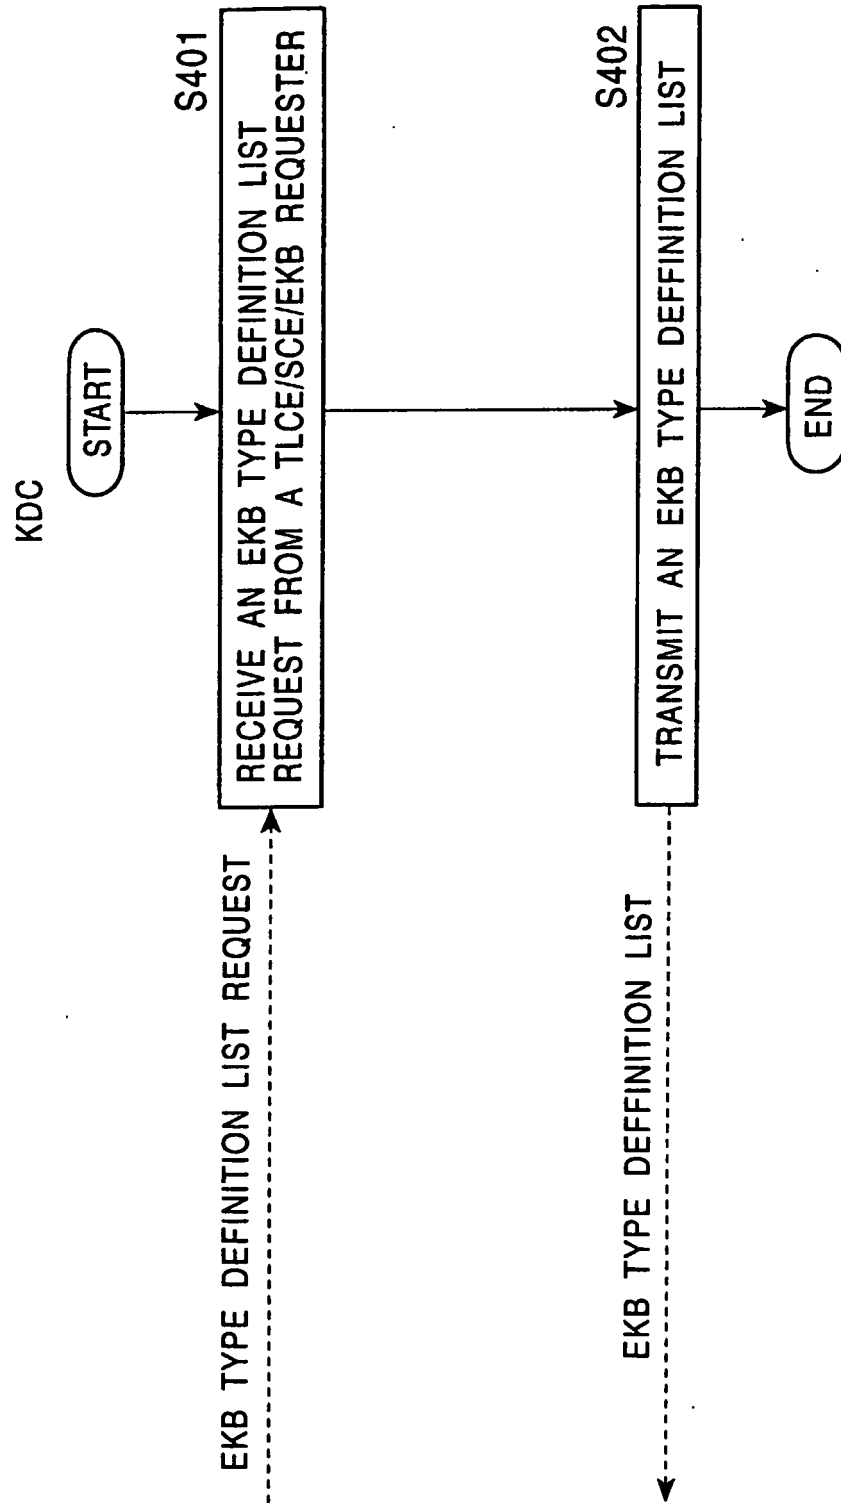 KDC
START
S401
RECEIVE AN EKB TYPE DEFINITION LIST
REQUEST FROM A TLCE/SCE/EKB REQUESTER
EKB TYPE DEFINITION LIST REQUEST
S402
TRANSMIT AN EKB TYPE DEFFINITION LIST
EKB TYPE DEFFINITION LIST
END